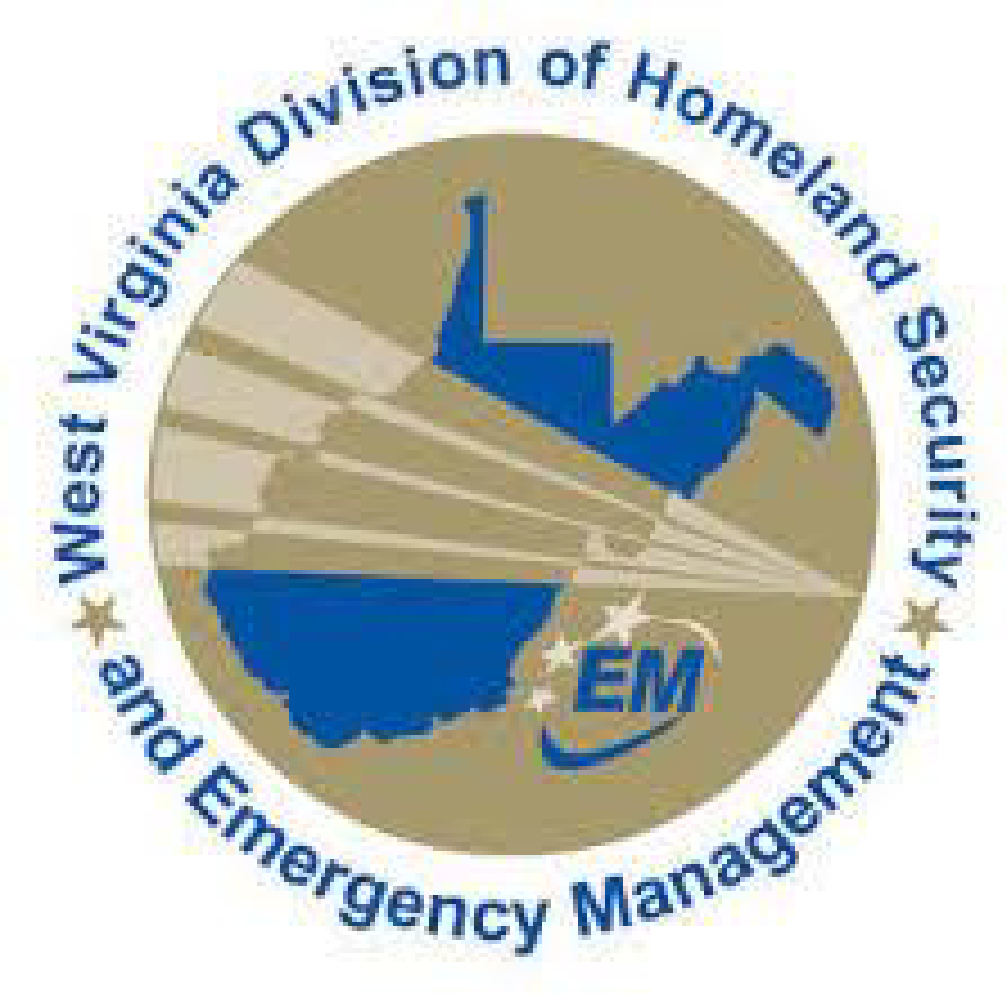 West Virginia Division of Homeland Security
and Emergency Management
EM